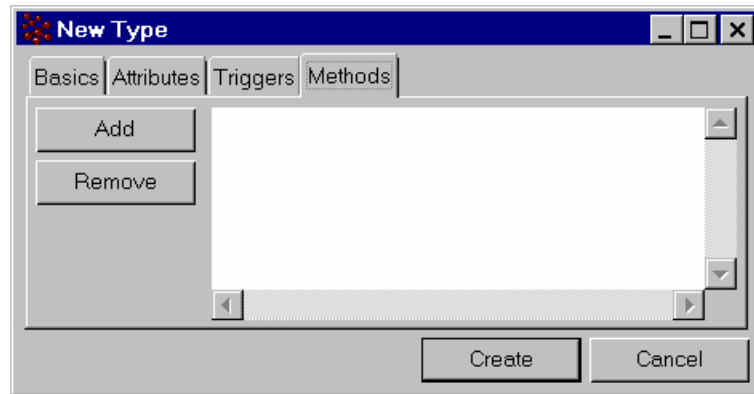 New Type
Basics Attributes Triggers Methods
Add
Remove
Create Cancel